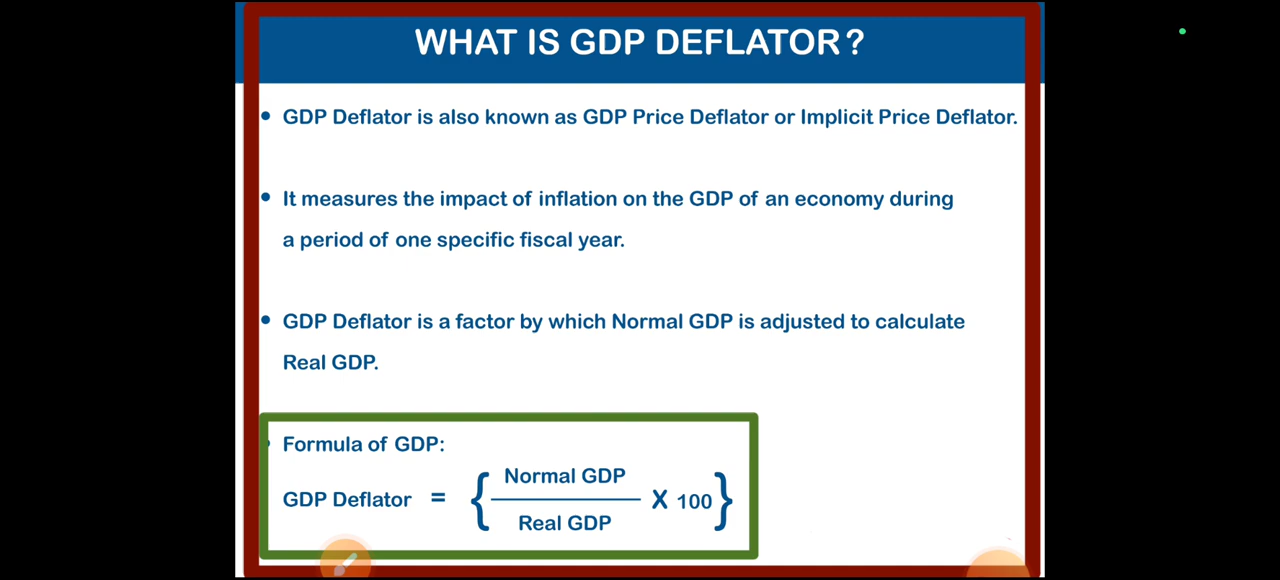 WHAT IS GDP DEFLATOR?
• GDP Deflator is also known as GDP Price Deflator or Implicit Price Deflator.
• It measures the impact of inflation on the GDP of an economy during
a period of one specific fiscal year.
• GDP Deflator is a factor by which Normal GDP is adjusted to calculate
Real GDP.
• Formula of GDP:
Normal GDP
GDP Deflator = { ───── X 100 }
Real GDP